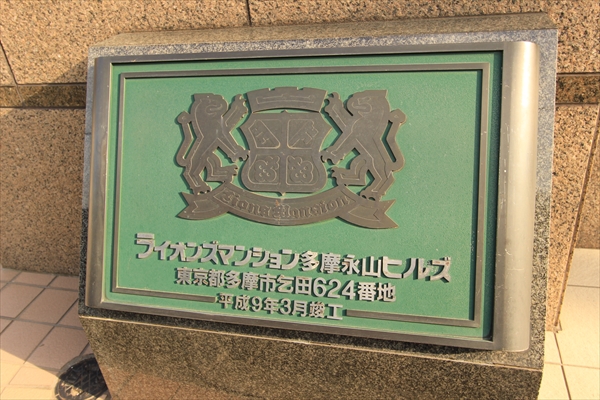 Lions Mansion
ライオンズマンション多摩永山ヒルズ
東京都多摩市乞田624番地
平成9年3月竣工